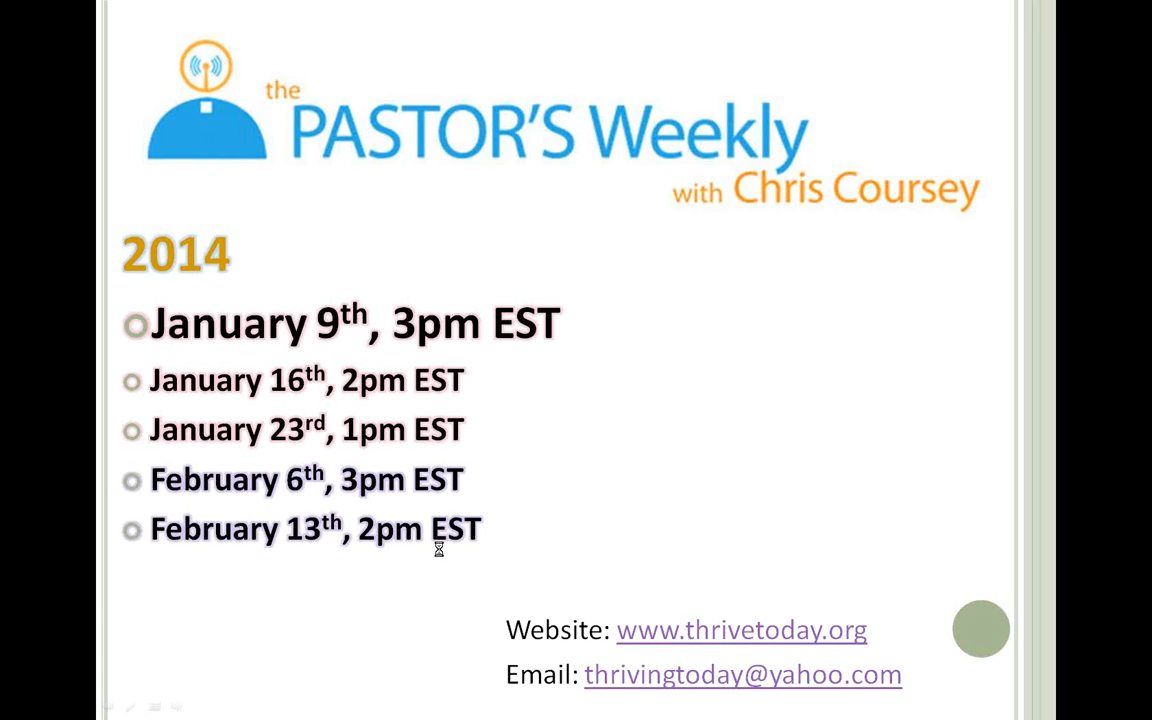 the
PASTOR'S Weekly
with Chris Coursey
2014
January 9th, 3pm EST
January 16th, 2pm EST
January 23rd, 1pm EST
February 6th, 3pm EST
February 13th, 2pm EST
Website: www.thrivetoday.org
Email: thrivingtoday@yahoo.com